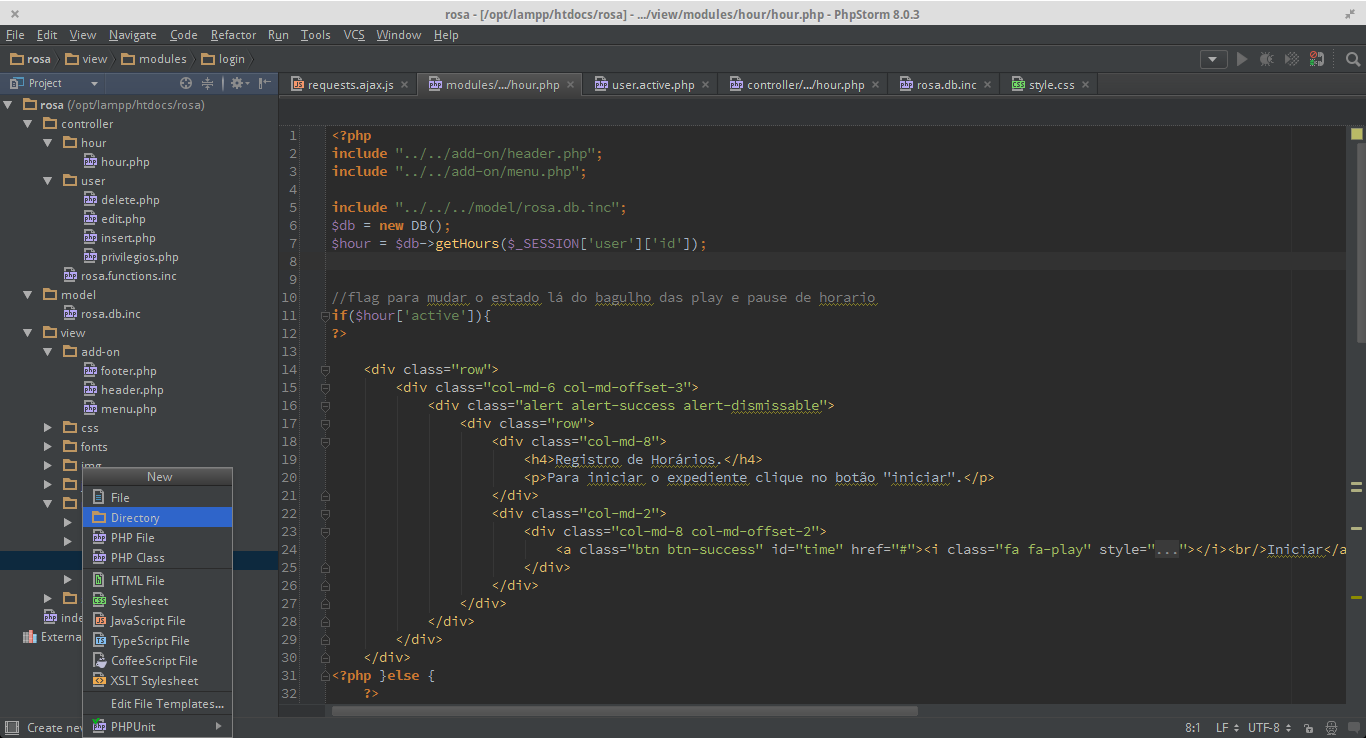 rosa - [/opt/lampp/htdocs/rosa] - .../view/modules/hour/hour.php - PhpStorm 8.0.3
File Edit View Navigate Code Refactor Run Tools VCS Window Help
rosa view modules login
Project
requests.ajax.js modules/.../hour.php user.active.php controller/.../hour.php rosa.db.inc style.css
rosa (/opt/lampp/htdocs/rosa)
controller
hour
hour.php
user
delete.php
edit.php
insert.php
privilegios.php
rosa.functions.inc
model
rosa.db.inc
view
add-on
footer.php
header.php
menu.php
css
fonts
img
inde
Externa
New
File
Directory
PHP File
PHP Class
HTML File
Stylesheet
JavaScript File
TypeScript File
CoffeeScript File
XSLT Stylesheet
Edit File Templates...
PHPUnit
1 <?php
2 include "../../add-on/header.php";
3 include "../../add-on/menu.php";
4
5 include "../../../model/rosa.db.inc";
6 $db = new DB();
7 $hour = $db->getHours($_SESSION['user']['id']);
8
9
10 //flag para mudar o estado lá do bagulho das play e pause de horario
11 if($hour['active']){
12 ?>
13
14 <div class="row">
15 <div class="col-md-6 col-md-offset-3">
16 <div class="alert alert-success alert-dismissable">
17 <div class="row">
18 <div class="col-md-8">
19 <h4>Registro de Horários.</h4>
20 <p>Para iniciar o expediente clique no botão "iniciar".</p>
21 </div>
22 <div class="col-md-2">
23 <div class="col-md-8 col-md-offset-2">
24 <a class="btn btn-success" id="time" href="#"><i class="fa fa-play" style="..."></i><br/>Iniciar</a
25 </div>
26 </div>
27 </div>
28 </div>
29 </div>
30 </div>
31 <?php }else {
32 ?>
Create new 8:1 LF UTF-8